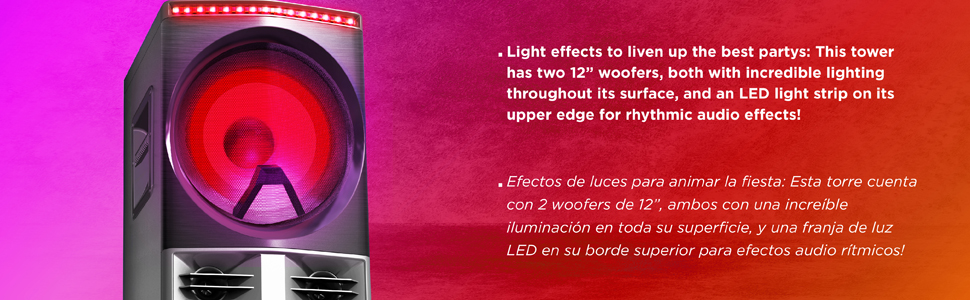 . Light effects to liven up the best partys: This tower
has two 12” woofers, both with incredible lighting
throughout its surface, and an LED light strip on its
upper edge for rhythmic audio effects!
. Efectos de luces para animar la fiesta: Esta torre cuenta
con 2 woofers de 12”, ambos con una increíble
iluminación en toda su superficie, y una franja de luz
LED en su borde superior para efectos audio rítmicos!